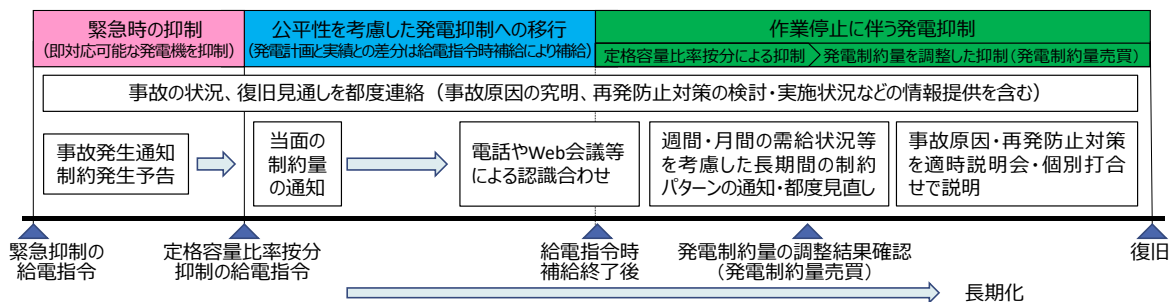 緊急時の抑制
(即対応可能な発電機を抑制)
公平性を考慮した発電抑制への移行
(発電計画と実績との差分は給電指令時補給により補給)
作業停止に伴う発電抑制
定格容量比率按分による抑制
発電制約量を調整した抑制(発電制約量売買)
事故の状況、復旧見通しを都度連絡（事故原因の究明、再発防止対策の検討・実施状況などの情報提供を含む）
事故発生通知
制約発生予告
当面の
制約量
の通知
電話やWeb会議等
による認識合わせ
週間・月間の需給状況等
を考慮した長期間の制約
パターンの通知・都度見直し
事故原因・再発防止対策
を適時説明会・個別打合
せで説明
緊急抑制の
給電指令
定格容量比率按分
抑制の給電指令
給電指令時
補給終了後
発電制約量の調整結果確認
（発電制約量売買）
復旧
長期化